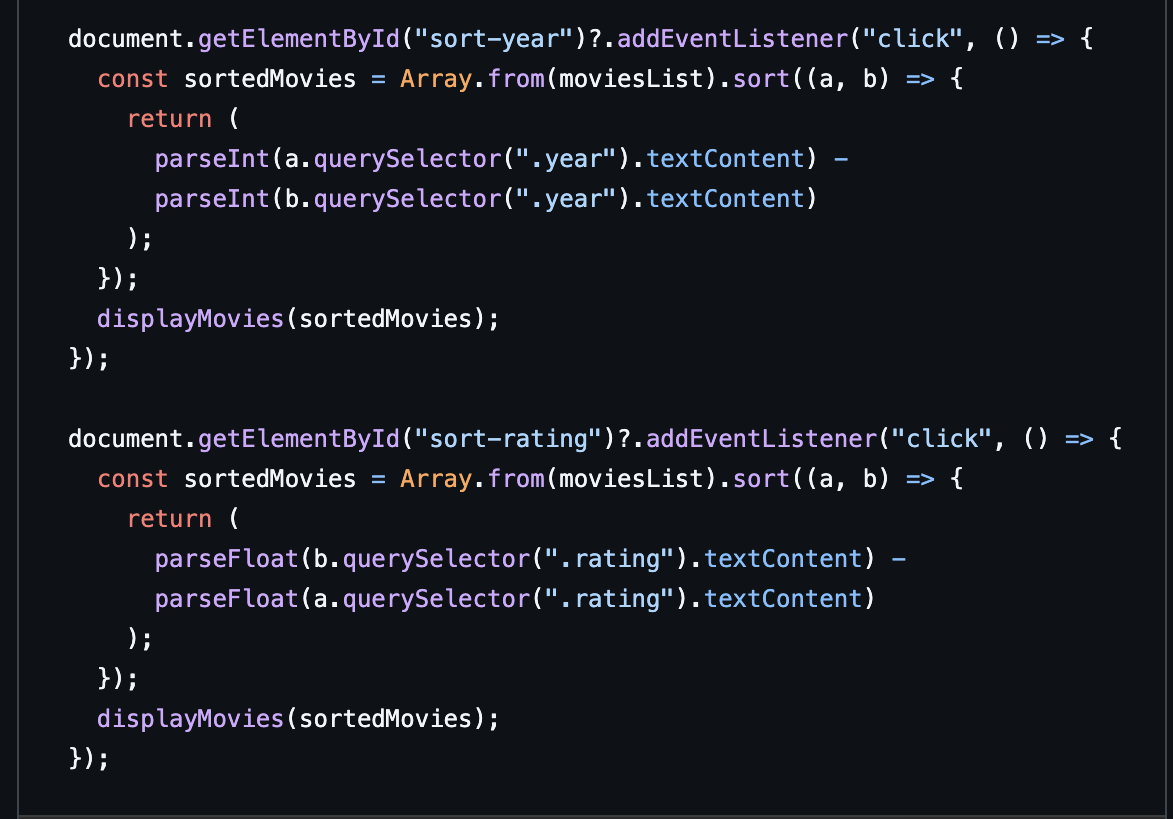 document.getElementById("sort-year")?.addEventListener("click", () => {
  const sortedMovies = Array.from(moviesList).sort((a, b) => {
    return (
      parseInt(a.querySelector(".year").textContent) -
      parseInt(b.querySelector(".year").textContent)
    );
  });
  displayMovies(sortedMovies);
});

document.getElementById("sort-rating")?.addEventListener("click", () => {
  const sortedMovies = Array.from(moviesList).sort((a, b) => {
    return (
      parseFloat(b.querySelector(".rating").textContent) -
      parseFloat(a.querySelector(".rating").textContent)
    );
  });
  displayMovies(sortedMovies);
});